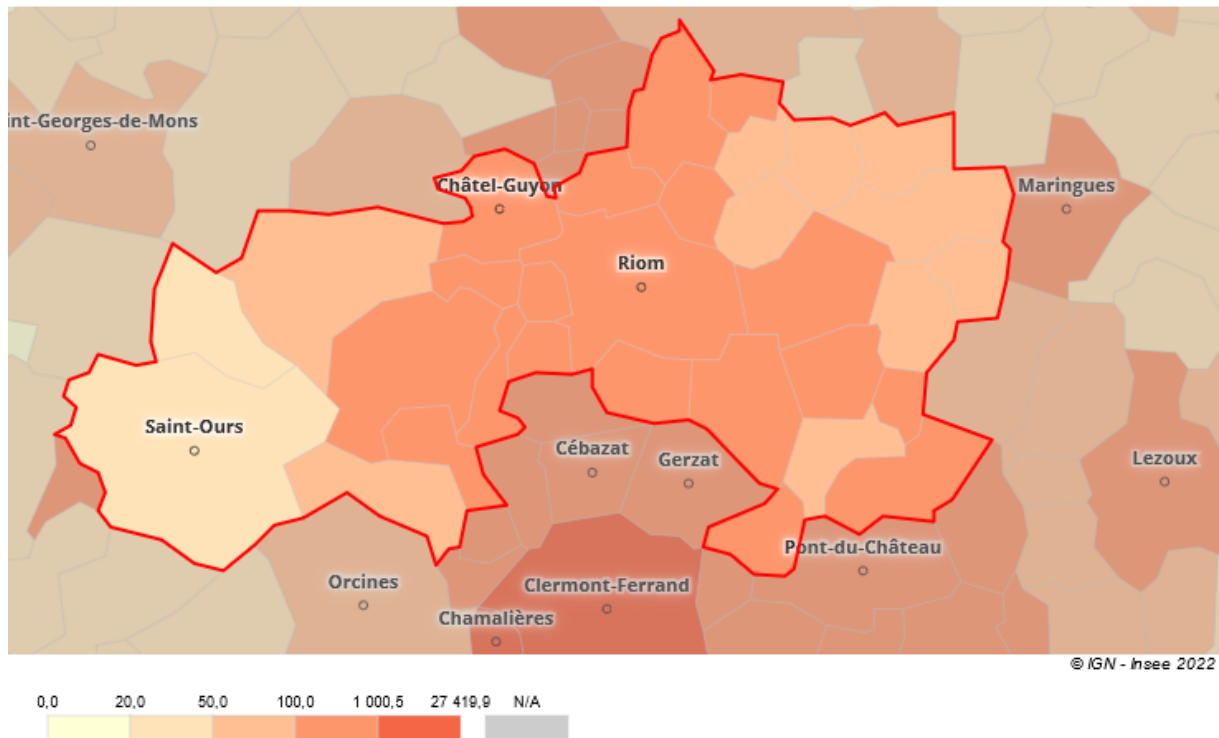 int-Georges-de-Mons
Châtel-Guyon
Maringues
Riom
Saint-Ours
Cébazat
Gerzat
Lezoux
Pont-du-Château
Orcines
Clermont-Ferrand
Chamalières
© IGN - Insee 2022
0,0 20,0 50,0 100,0 1 000,5 27 419,9 N/A